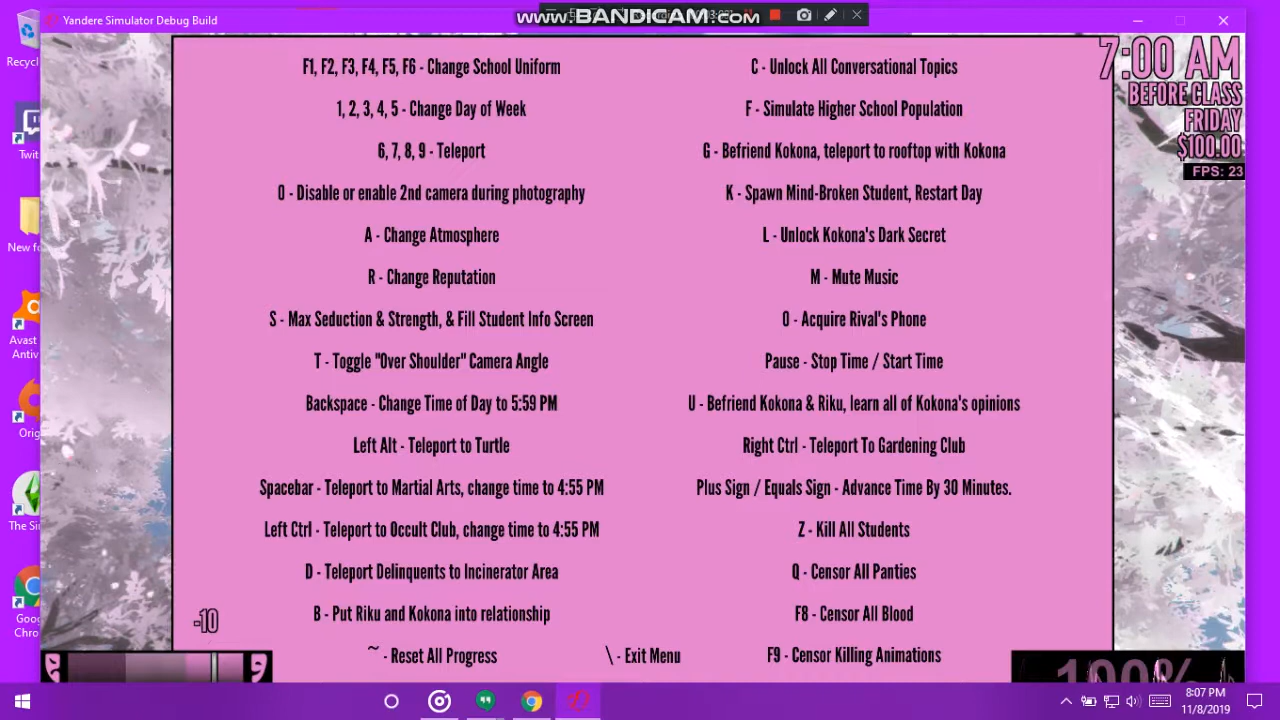 Yandere Simulator Debug Build
www.BANDICAM.com
7:00 AM
BEFORE CLASS
FRIDAY
$100.00
FPS: 23
F1, F2, F3, F4, F5, F6 - Change School Uniform
1, 2, 3, 4, 5 - Change Day of Week
6, 7, 8, 9 - Teleport
0 - Disable or enable 2nd camera during photography
A - Change Atmosphere
R - Change Reputation
S - Max Seduction & Strength, & Fill Student Info Screen
T - Toggle "Over Shoulder" Camera Angle
Backspace - Change Time of Day to 5:59 PM
Left Alt - Teleport to Turtle
Spacebar - Teleport to Martial Arts, change time to 4:55 PM
Left Ctrl - Teleport to Occult Club, change time to 4:55 PM
D - Teleport Delinquents to Incinerator Area
B - Put Riku and Kokona into relationship
~ - Reset All Progress
\ - Exit Menu
C - Unlock All Conversational Topics
F - Simulate Higher School Population
G - Befriend Kokona, teleport to rooftop with Kokona
K - Spawn Mind-Broken Student, Restart Day
L - Unlock Kokona's Dark Secret
M - Mute Music
O - Acquire Rival's Phone
Pause - Stop Time / Start Time
U - Befriend Kokona & Riku, learn all of Kokona's opinions
Right Ctrl - Teleport To Gardening Club
Plus Sign / Equals Sign - Advance Time By 30 Minutes.
Z - Kill All Students
Q - Censor All Panties
F8 - Censor All Blood
F9 - Censor Killing Animations
-10
100%
Recycl
Twit
New fo
Avast
Antiv
Orig
The Si
Goog
Chro
8:07 PM
11/8/2019